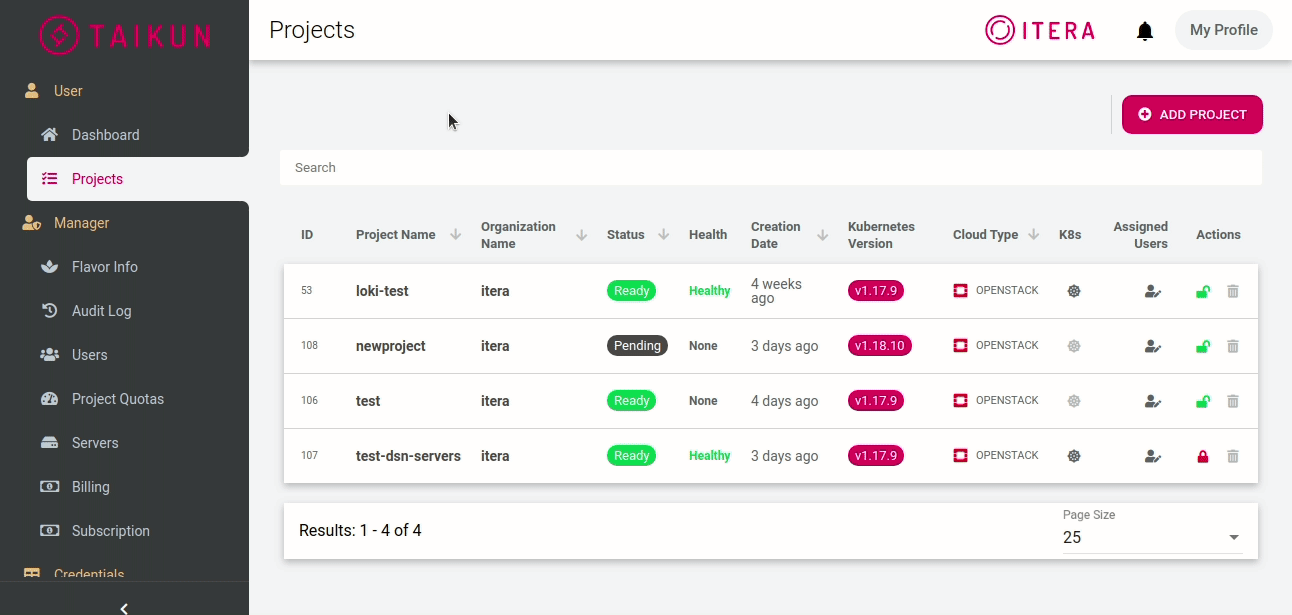 TAIKUN
Projects
ITERA
My Profile
User
Dashboard
Projects
Manager
Flavor Info
Audit Log
Users
Project Quotas
Servers
Billing
Subscription
Credentials
ADD PROJECT
Search
ID Project Name Organization Name Status Health Creation Date Kubernetes Version Cloud Type K8s Assigned Users Actions
53 loki-test itera Ready Healthy 4 weeks ago v1.17.9 OPENSTACK
108 newproject itera Pending None 3 days ago v1.18.10 OPENSTACK
106 test itera Ready None 4 days ago v1.17.9 OPENSTACK
107 test-dsn-servers itera Ready Healthy 3 days ago v1.17.9 OPENSTACK
Results: 1 - 4 of 4
Page Size
25